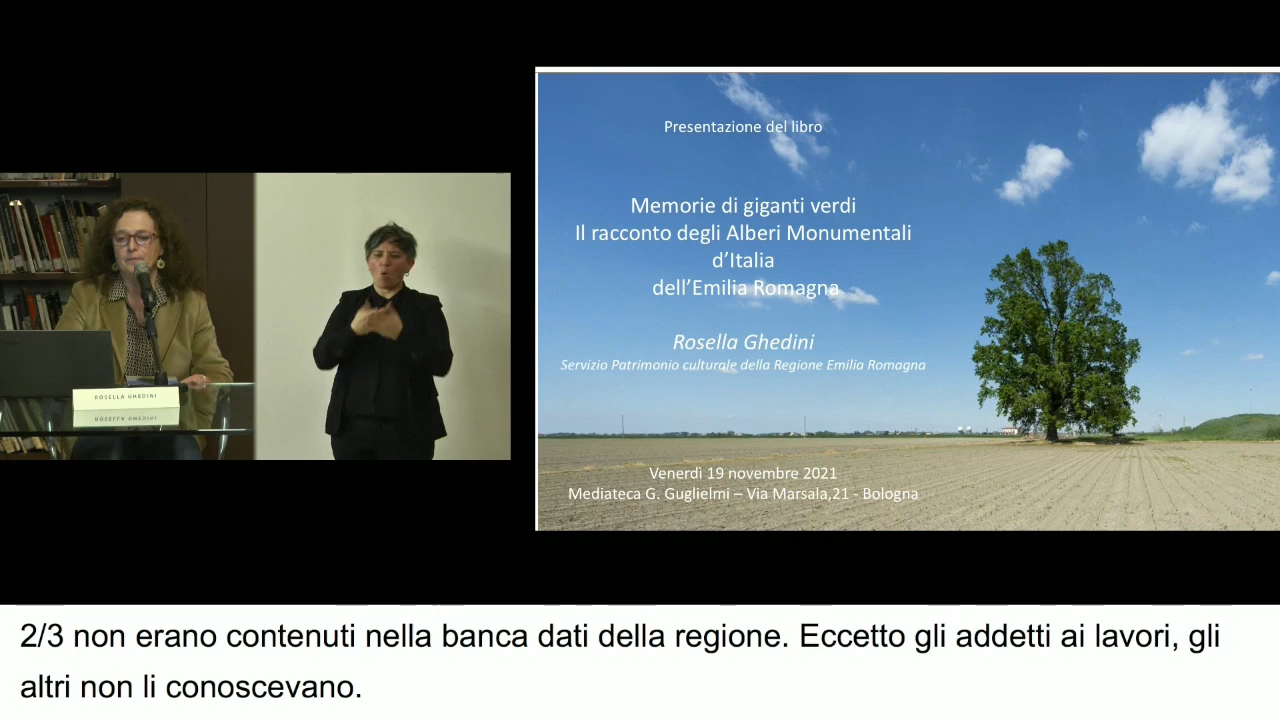 ROSELLA GHEDINI
Presentazione del libro
Memorie di giganti verdi
Il racconto degli Alberi Monumentali
d’Italia
dell’Emilia Romagna
Rosella Ghedini
Servizio Patrimonio culturale della Regione Emilia Romagna
Venerdì 19 novembre 2021
Mediateca G. Guglielmi – Via Marsala,21 - Bologna
2/3 non erano contenuti nella banca dati della regione. Eccetto gli addetti ai lavori, gli
altri non li conoscevano.